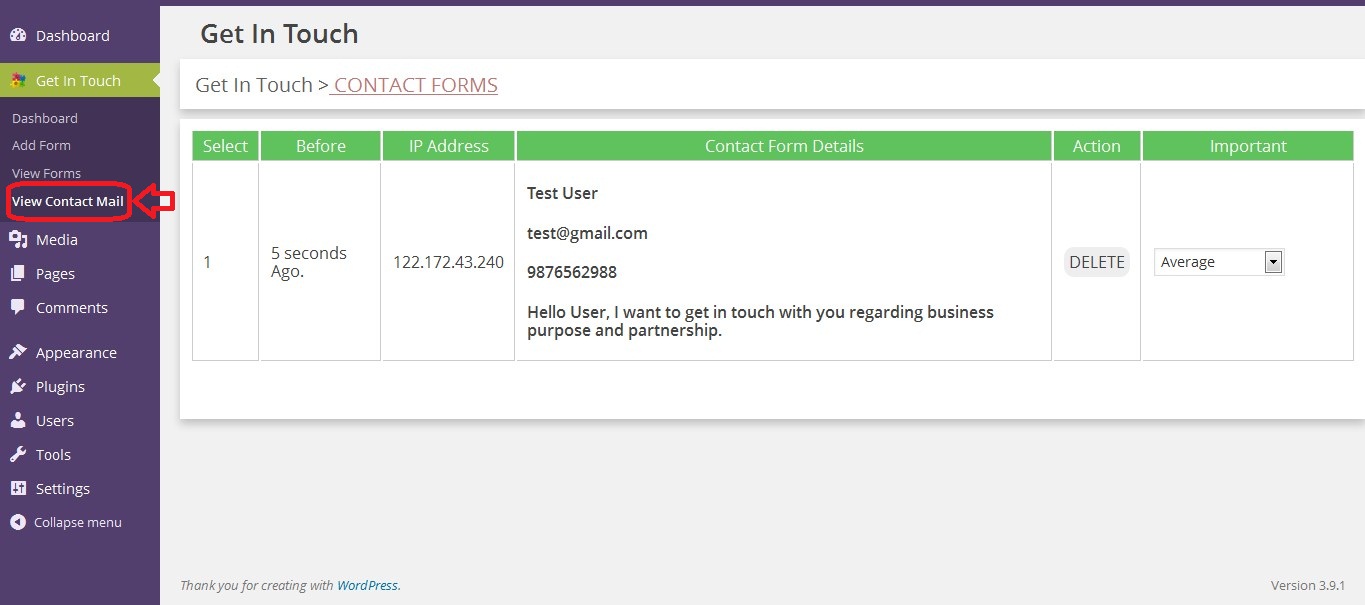 Dashboard
Get In Touch
Dashboard
Add Form
View Forms
View Contact Mail
Media
Pages
Comments
Appearance
Plugins
Users
Tools
Settings
Collapse menu
Get In Touch
Get In Touch > CONTACT FORMS
Select Before IP Address Contact Form Details Action Important
1
5 seconds
Ago.
122.172.43.240
Test User
test@gmail.com
9876562988
Hello User, I want to get in touch with you regarding business
purpose and partnership.
DELETE
Average
Thank you for creating with WordPress.
Version 3.9.1